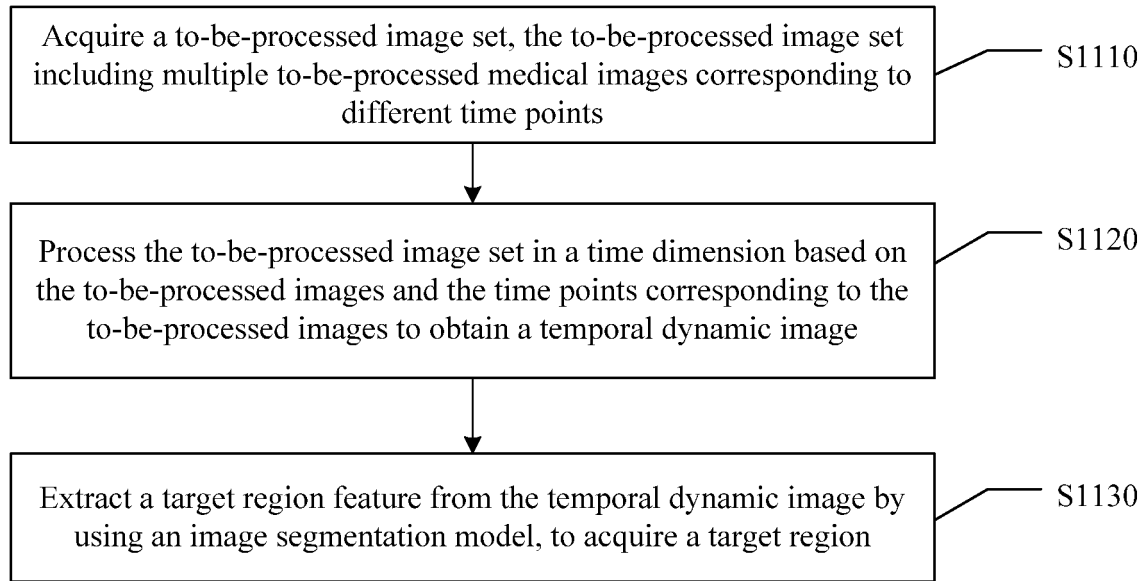 Acquire a to-be-processed image set, the to-be-processed image set
including multiple to-be-processed medical images corresponding to
different time points
S1110
Process the to-be-processed image set in a time dimension based on
the to-be-processed images and the time points corresponding to the
to-be-processed images to obtain a temporal dynamic image
S1120
Extract a target region feature from the temporal dynamic image by
using an image segmentation model, to acquire a target region
S1130